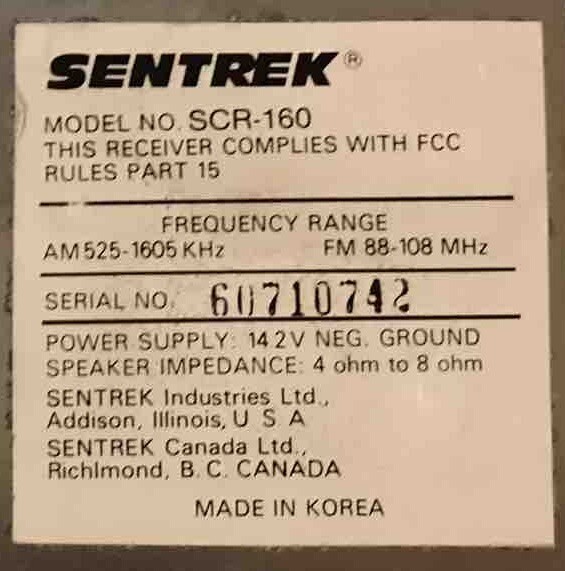 SENTREK®
MODEL NO. SCR-160
THIS RECEIVER COMPLIES WITH FCC
RULES PART 15
FREQUENCY RANGE
AM 525-1605 KHz FM 88-108 MHz
SERIAL NO. 60710742
POWER SUPPLY: 14 2V NEG. GROUND
SPEAKER IMPEDANCE: 4 ohm to 8 ohm
SENTREK Industries Ltd.,
Addison, Illinois, U S A
SENTREK Canada Ltd.,
Richlmond, B. C. CANADA
MADE IN KOREA